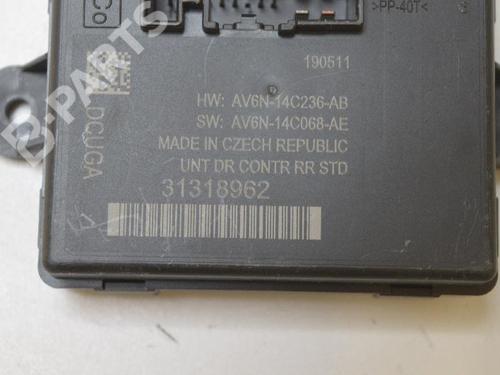 Co
>PP-40T<
190511
HW: AV6N-14C236-AB
SW: AV6N-14C068-AE
MADE IN CZECH REPUBLIC
UNT DR CONTR RR STD
31318962
DCUGA
B-PARTS